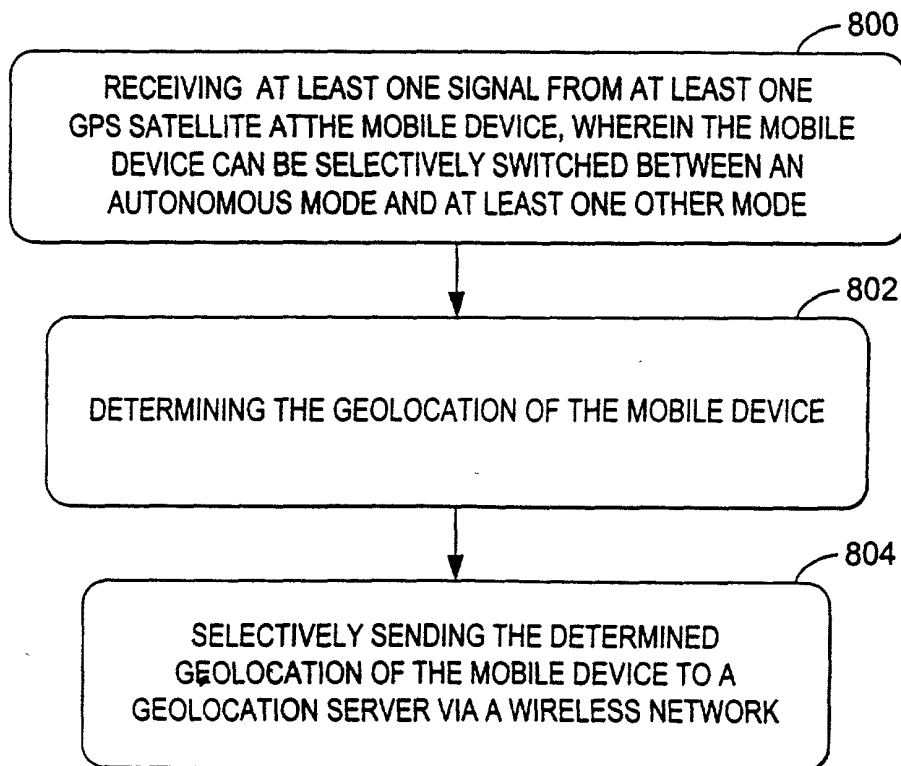 800
RECEIVING AT LEAST ONE SIGNAL FROM AT LEAST ONE
GPS SATELLITE ATTHE MOBILE DEVICE, WHEREIN THE MOBILE
DEVICE CAN BE SELECTIVELY SWITCHED BETWEEN AN
AUTONOMOUS MODE AND AT LEAST ONE OTHER MODE
802
DETERMINING THE GEOLOCATION OF THE MOBILE DEVICE
804
SELECTIVELY SENDING THE DETERMINED
GEOLOCATION OF THE MOBILE DEVICE TO A
GEOLOCATION SERVER VIA A WIRELESS NETWORK